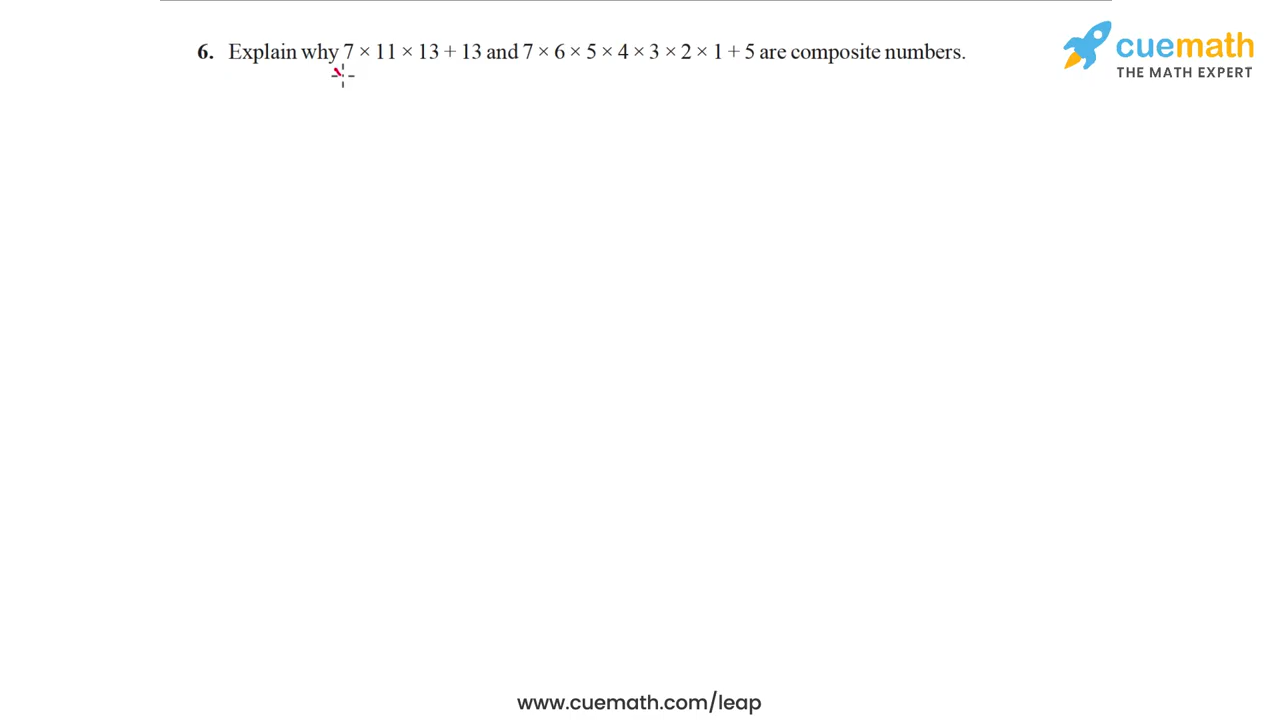 6. Explain why 7 × 11 × 13 + 13 and 7 × 6 × 5 × 4 × 3 × 2 × 1 + 5 are composite numbers.
cuemath
THE MATH EXPERT
www.cuemath.com/leap